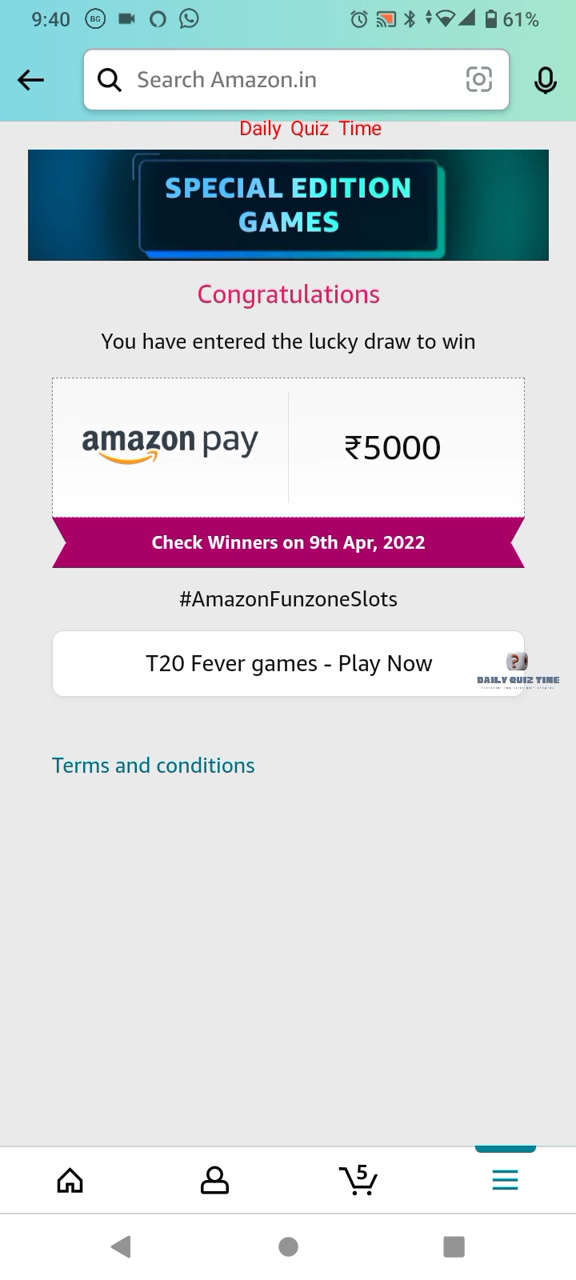 9:40 BG 61%
Search Amazon.in
Daily Quiz Time
SPECIAL EDITION
GAMES
Congratulations
You have entered the lucky draw to win
amazon pay ₹5000
Check Winners on 9th Apr, 2022
#AmazonFunzoneSlots
T20 Fever games - Play Now
?
DAILY QUIZ TIME
Terms and conditions
5